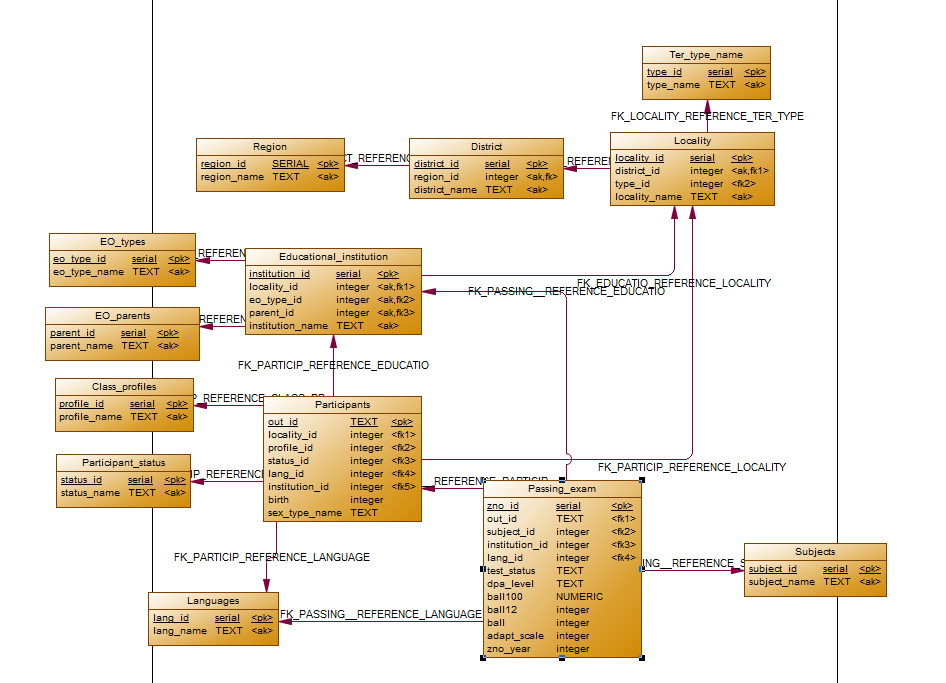 Ter_type_name
type_id serial <pk>
type_name TEXT <ak>
FK_LOCALITY_REFERENCE_TER_TYPE
Region
region_id SERIAL <pk>
region_name TEXT <ak>
CT_REFERENC
District
district_id serial <pk>
region_id integer <ak,fk>
district_name TEXT <ak>
REFERE
Locality
locality_id serial <pk>
district_id integer <ak,fk1>
type_id integer <fk2>
locality_name TEXT <ak>
EO_types
eo_type_id serial <pk>
eo_type_name TEXT <ak>
_REFEREN
Educational_institution
institution_id serial <pk>
locality_id integer <ak,fk1>
eo_type_id integer <ak,fk2>
parent_id integer <ak,fk3>
institution_name TEXT <ak>
FK_EDUCATIO_REFERENCE_LOCALITY
FK_PASSING__REFERENCE_EDUCATIO
EO_parents
parent_id serial <pk>
parent_name TEXT <ak>
REFERE
FK_PARTICIP_REFERENCE_EDUCATIO
Class_profiles
profile_id serial <pk>
profile_name TEXT <ak>
P_REFERENCE_CLASS_PR
Participants
out_id TEXT <pk>
locality_id integer <fk1>
profile_id integer <fk2>
status_id integer <fk3>
lang_id integer <fk4>
institution_id integer <fk5>
birth integer
sex_type_name TEXT
Participant_status
status_id serial <pk>
status_name TEXT <ak>
IP_REFERENC
FK_PARTICIP_REFERENCE_LOCALITY
_REFERENCE_PARTICIP
Passing_exam
zno_id serial <pk>
out_id TEXT <fk1>
subject_id integer <fk2>
institution_id integer <fk3>
lang_id integer <fk4>
test_status TEXT
dpa_level TEXT
ball100 NUMERIC
ball12 integer
ball integer
adapt_scale integer
zno_year integer
ING__REFERENCE_S
Subjects
subject_id serial <pk>
subject_name TEXT <ak>
FK_PARTICIP_REFERENCE_LANGUAGE
Languages
lang_id serial <pk>
lang_name TEXT <ak>
FK_PASSING__REFERENCE_LANGUAGE